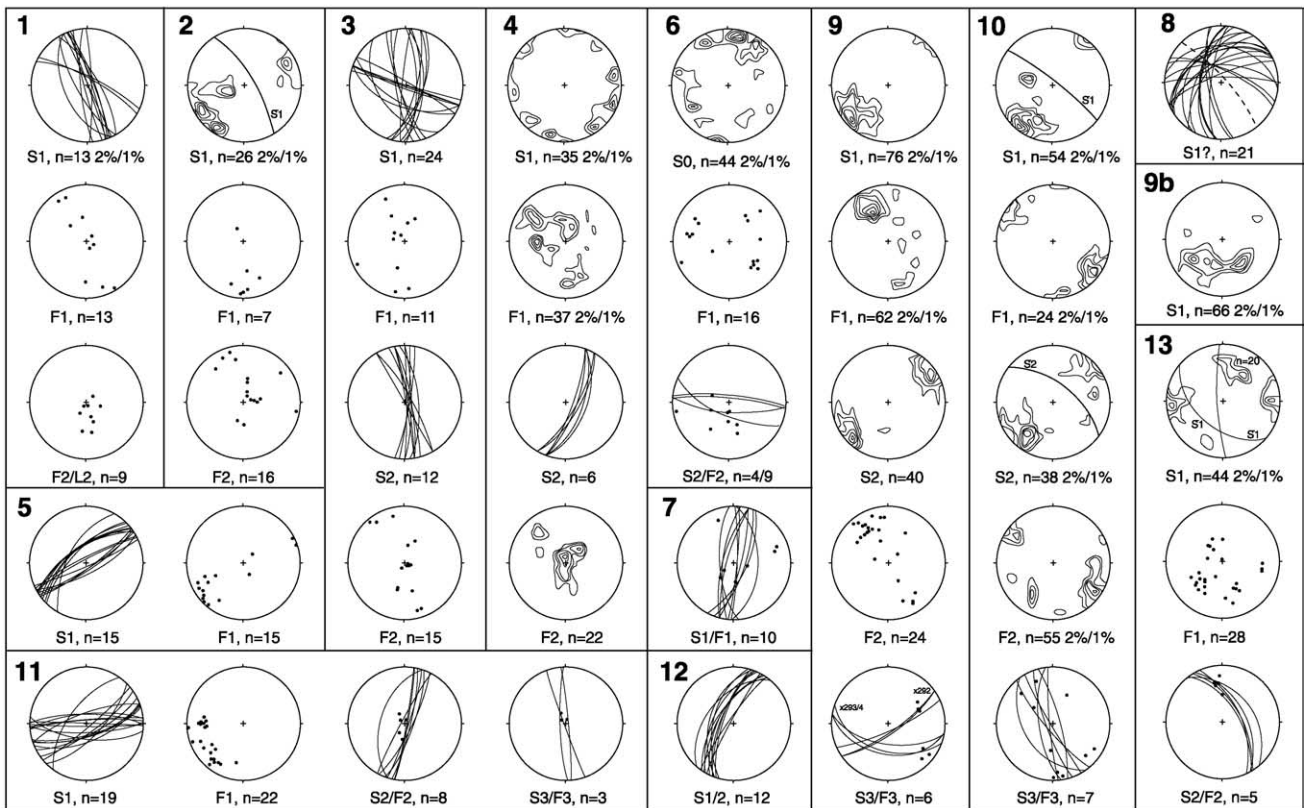 1 2 3 4 6 9 10 8
S1
S1
S1, n=13 2%/1%
S1, n=26 2%/1%
S1, n=24
S1, n=35 2%/1%
S0, n=44 2%/1%
S1, n=76 2%/1%
S1, n=54 2%/1%
S1?, n=21
9b
F1, n=13
F1, n=7
F1, n=11
F1, n=37 2%/1%
F1, n=16
F1, n=62 2%/1%
F1, n=24 2%/1%
S1, n=66 2%/1%
13
n=20
S2
S1
S1
F2/L2, n=9
F2, n=16
S2, n=12
S2, n=6
S2/F2, n=4/9
S2, n=40
S2, n=38 2%/1%
S1, n=44 2%/1%
5
7
S1, n=15
F1, n=15
F2, n=15
F2, n=22
S1/F1, n=10
F2, n=24
F2, n=55 2%/1%
F1, n=28
11
12
x293/4
x292
S1, n=19
F1, n=22
S2/F2, n=8
S3/F3, n=3
S1/2, n=12
S3/F3, n=6
S3/F3, n=7
S2/F2, n=5